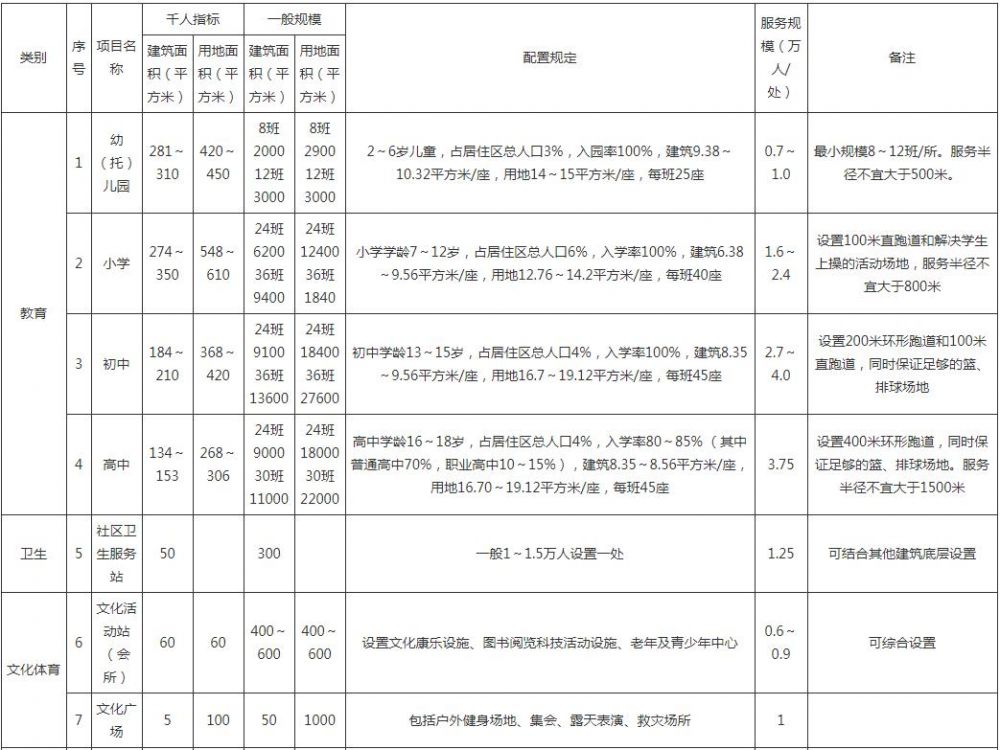 类别
序号
项目名称
千人指标
一般规模
配置规定
服务规模（万人/处）
备注
建筑面积（平方米）
用地面积（平方米）
建筑面积（平方米）
用地面积（平方米）
教育
1
幼（托）儿园
281～310
420～450
8班
2000
12班
3000
8班
2900
12班
3000
2～6岁儿童，占居住区总人口3%，入园率100%，建筑9.38～
10.32平方米/座，用地14～15平方米/座，每班25座
0.7～
1.0
最小规模8～12班/所。服务半
径不宜大于500米。
2
小学
274～
350
548～
610
24班
6200
36班
9400
24班
12400
36班
1840
小学学龄7～12岁，占居住区总人口6%，入学率100%，建筑6.38
～9.56平方米/座，用地12.76～14.2平方米/座，每班40座
1.6～
2.4
设置100米直跑道和解决学生
上操的活动场地，服务半径不
宜大于800米
3
初中
184～
210
368～
420
24班
9100
36班
13600
24班
18400
36班
27600
初中学龄13～15岁，占居住区总人口4%，入学率100%，建筑8.35
～9.56平方米/座，用地16.7～19.12平方米/座，每班45座
2.7～
4.0
设置200米环形跑道和100米
直跑道，同时保证足够的篮、
排球场地
4
高中
134～
153
268～
306
24班
9000
30班
11000
24班
18000
30班
22000
高中学龄16～18岁，占居住区总人口4%，入学率80～85%（其中
普通高中70%，职业高中10～15%），建筑8.35～8.56平方米/座，
用地16.70～19.12平方米/座，每班45座
3.75
设置400米环形跑道，同时保
证足够的篮、排球场地。服务
半径不宜大于1500米
卫生
5
社区卫
生服务
站
50
300
一般1～1.5万人设置一处
1.25
可结合其他建筑底层设置
文化体育
6
文化活
动站
（会
所）
60
60
400～
600
400～
600
设置文化康乐设施、图书阅览科技活动设施、老年及青少年中心
0.6～
0.9
可综合设置
7
文化广
场
5
100
50
1000
包括户外健身场地、集会、露天表演、救灾场所
1